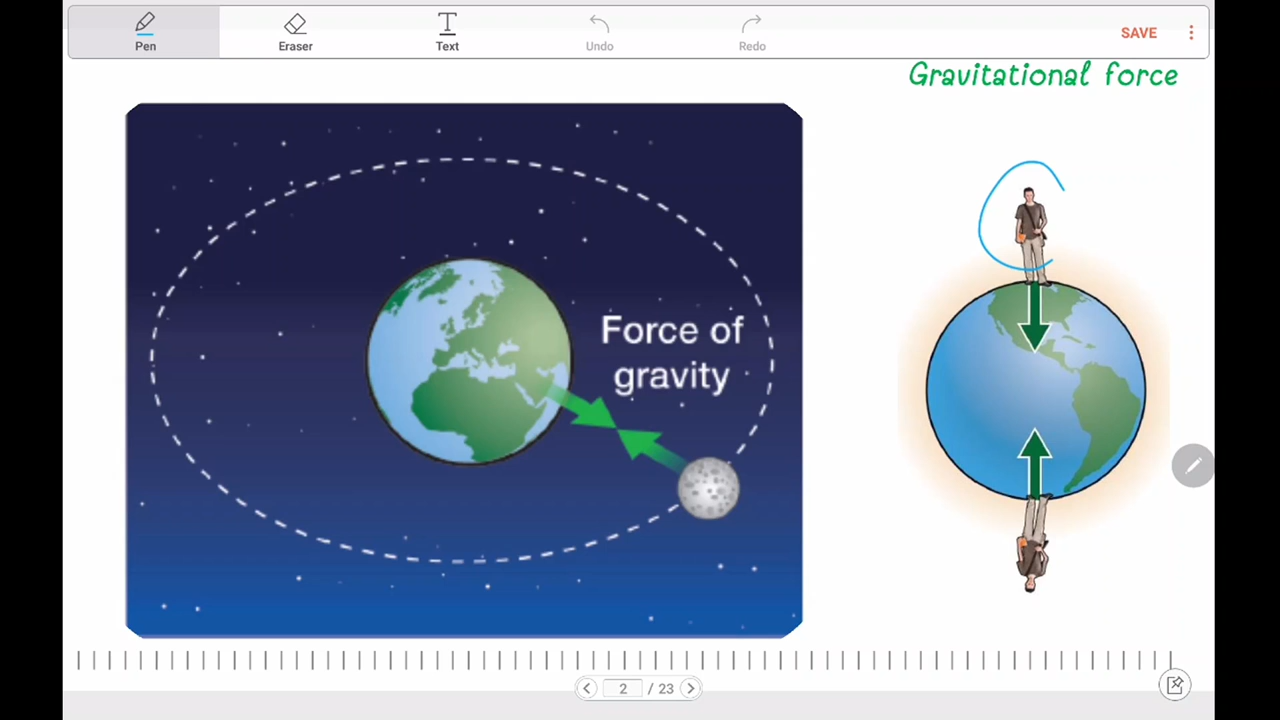 Pen
Eraser
Text
Undo
Redo
SAVE
Gravitational force
Force of
gravity
2 / 23